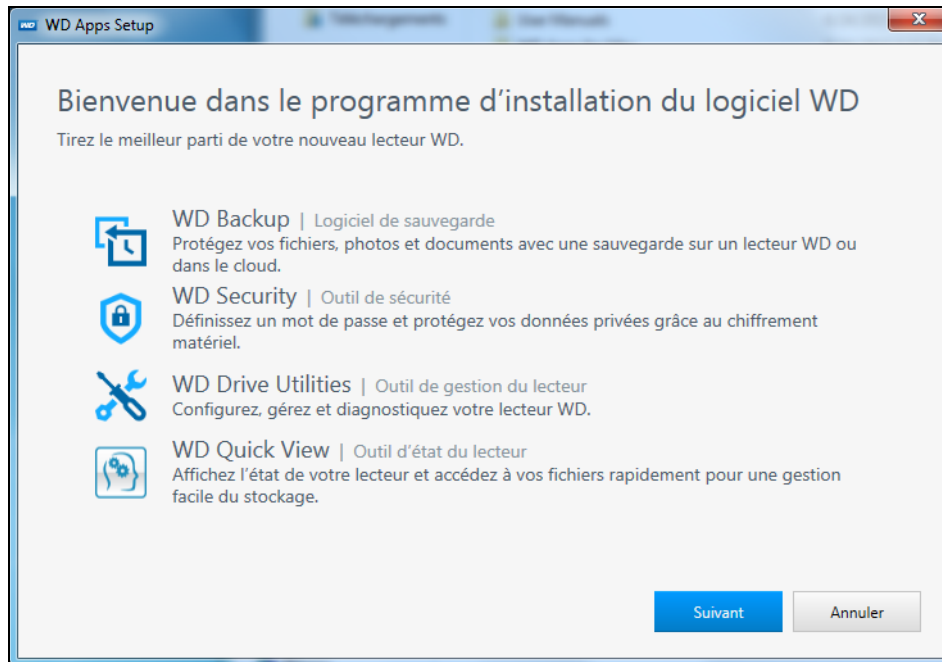 WD WD Apps Setup
Téléchargements User Manuals
Bienvenue dans le programme d’installation du logiciel WD
Tirez le meilleur parti de votre nouveau lecteur WD.
WD Backup | Logiciel de sauvegarde
Protégez vos fichiers, photos et documents avec une sauvegarde sur un lecteur WD ou
dans le cloud.
WD Security | Outil de sécurité
Définissez un mot de passe et protégez vos données privées grâce au chiffrement
matériel.
WD Drive Utilities | Outil de gestion du lecteur
Configurez, gérez et diagnostiquez votre lecteur WD.
WD Quick View | Outil d’état du lecteur
Affichez l’état de votre lecteur et accédez à vos fichiers rapidement pour une gestion
facile du stockage.
Suivant Annuler